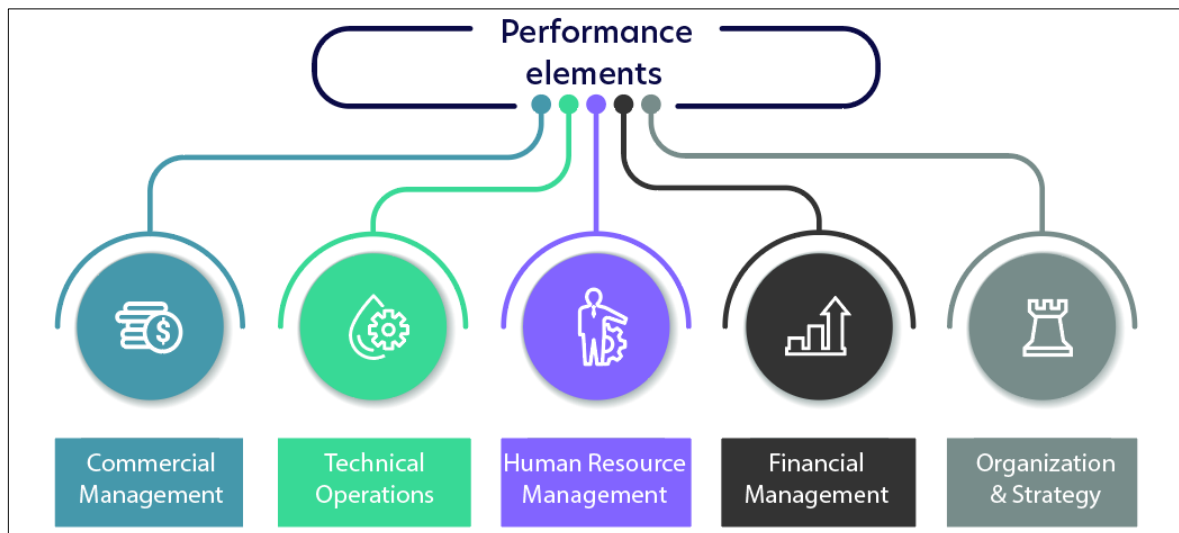 Performance
elements
$
Commercial
Management
Technical
Operations
Human Resource
Management
Financial
Management
Organization
& Strategy